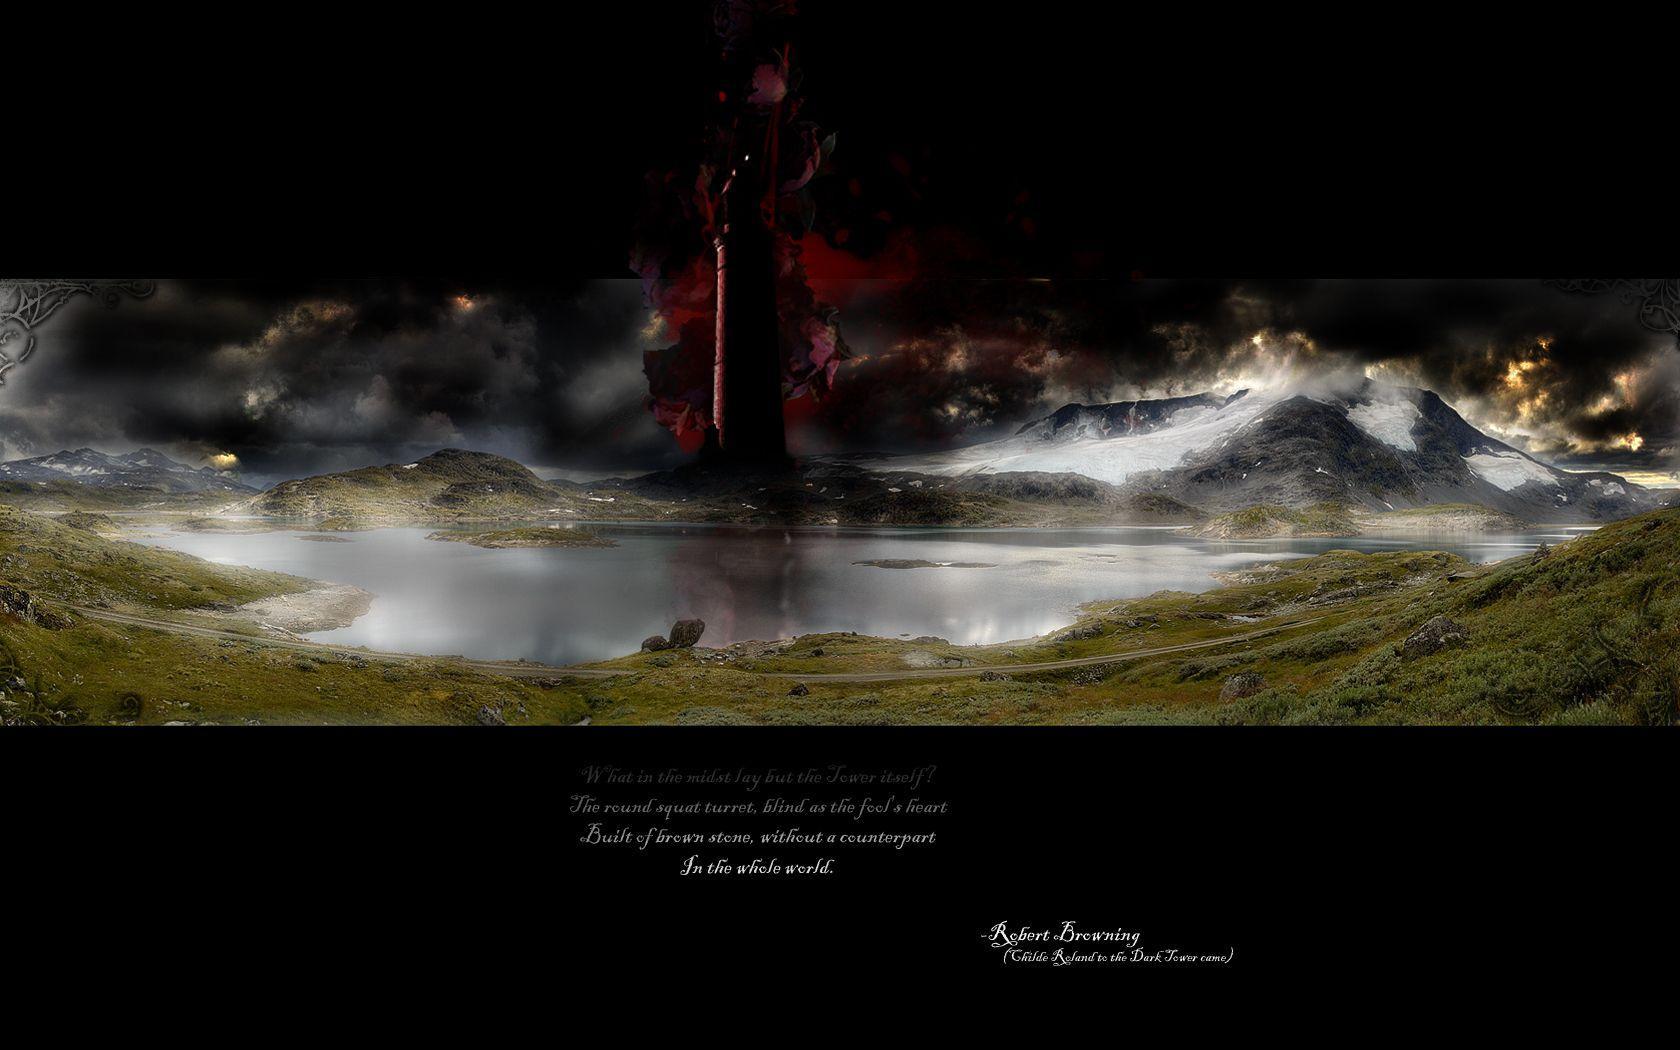 What in the midst lay but the Tower itself?
The round squat turret, blind as the fool's heart
Built of brown stone, without a counterpart
In the whole world.
-Robert Browning
(Childe Roland to the Dark Tower came)